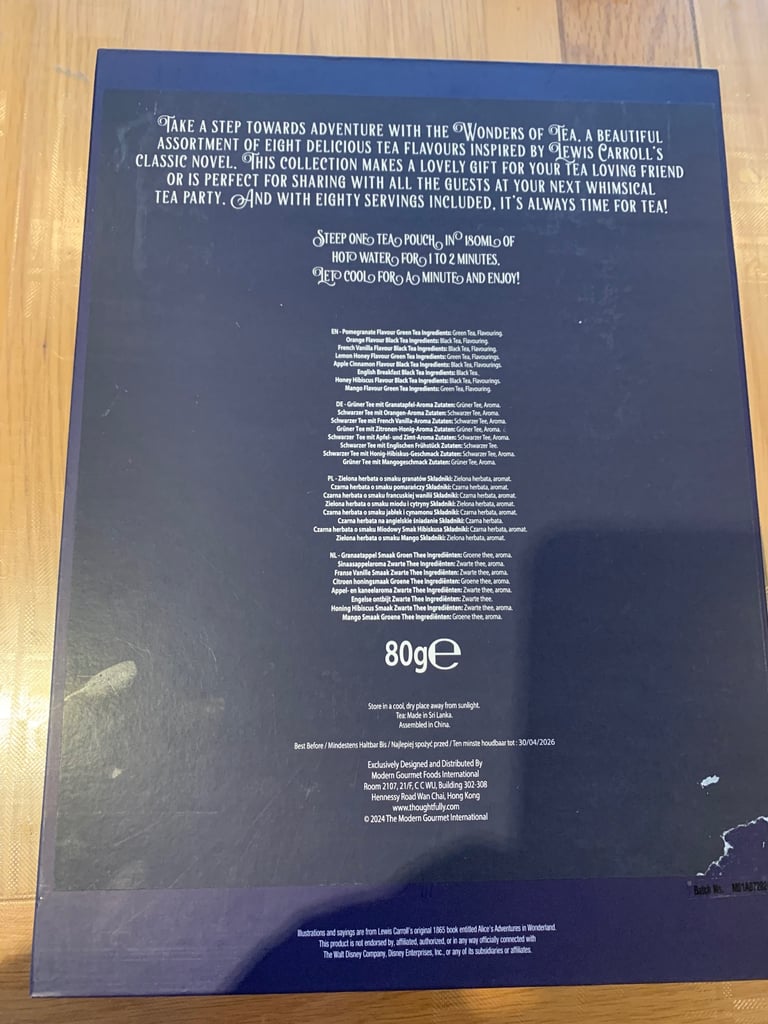 TAKE A STEP TOWARDS ADVENTURE WITH THE WONDERS OF TEA, A BEAUTIFUL
ASSORTMENT OF EIGHT DELICIOUS TEA FLAVOURS INSPIRED BY LEWIS CARROLL'S
CLASSIC NOVEL. THIS COLLECTION MAKES A LOVELY GIFT FOR YOUR TEA LOVING FRIEND
OR IS PERFECT FOR SHARING WITH ALL THE GUESTS AT YOUR NEXT WHIMSICAL
TEA PARTY. AND WITH EIGHTY SERVINGS INCLUDED, IT'S ALWAYS TIME FOR TEA!
STEEP ONE TEA POUCH IN 180ML OF
HOT WATER FOR 1 TO 2 MINUTES.
LET COOL FOR A MINUTE AND ENJOY!
EN - Pomegranate Flavour Green Tea Ingredients: Green Tea, Flavouring.
Orange Flavour Black Tea Ingredients: Black Tea, Flavouring.
French Vanilla Flavour Black Tea Ingredients: Black Tea, Flavouring.
Lemon Honey Flavour Green Tea Ingredients: Green Tea, Flavourings.
Apple Cinnamon Flavour Black Tea Ingredients: Black Tea, Flavourings.
English Breakfast Black Tea Ingredients: Black Tea.
Honey Hibiscus Flavour Black Tea Ingredients: Black Tea, Flavourings.
Mango Flavour Green Tea Ingredients: Green Tea, Flavouring.
DE - Grüner Tee mit Granatapfel-Aroma Zutaten: Grüner Tee, Aroma.
Schwarzer Tee mit Orangen-Aroma Zutaten: Schwarzer Tee, Aroma.
Schwarzer Tee mit French Vanilla-Aroma Zutaten: Schwarzer Tee, Aroma.
Grüner Tee mit Zitronen-Honig-Aroma Zutaten: Grüner Tee, Aroma.
Schwarzer Tee mit Apfel- und Zimt-Aroma Zutaten: Schwarzer Tee, Aroma.
Schwarzer Tee mit Englischen Frühstück Zutaten: Schwarzer Tee.
Schwarzer Tee mit Honig-Hibiskus-Geschmack Zutaten: Schwarzer Tee, Aroma.
Grüner Tee mit Mangogeschmack Zutaten: Grüner Tee, Aroma.
PL - Zielona herbata o smaku granatów Składniki: Zielona herbata, aromat.
Czarna herbata o smaku pomarańczy Składniki: Czarna herbata, aromat.
Czarna herbata o smaku francuskiej wanilii Składniki: Czarna herbata, aromat.
Zielona herbata o smaku miodu i cytryny Składniki: Zielona herbata, aromat.
Czarna herbata o smaku jabłek i cynamonu Składniki: Czarna herbata, aromat.
Czarna herbata na angielskie śniadanie Składniki: Czarna herbata.
Czarna herbata o smaku Miodowy Smak Hibiskusa Składniki: Czarna herbata, aromat.
Zielona herbata o smaku Mango Składniki: Zielona herbata, aromat.
NL - Granaatappel Smaak Groen Thee Ingrediënten: Groene thee, aroma.
Sinaasappelaroma Zwarte Thee Ingrediënten: Zwarte thee, aroma.
Franse Vanille Smaak Zwarte Thee Ingrediënten: Zwarte thee, aroma.
Citroen honingsmaak Groene Thee Ingrediënten: Groene thee, aroma.
Appel- en kaneelaroma Zwarte Thee Ingrediënten: Zwarte thee, aroma.
Engelse ontbijt Zwarte Thee Ingrediënten: Zwarte thee.
Honing Hibiscus Smaak Zwarte Thee Ingrediënten: Zwarte thee, aroma.
Mango Smaak Groene Thee Ingrediënten: Groene thee, aroma.
80g℮
Store in a cool, dry place away from sunlight.
Tea: Made in Sri Lanka.
Assembled in China.
Best Before / Mindestens Haltbar Bis / Najlepiej spożyć przed / Ten minste houdbaar tot : 30/04/2026
Exclusively Designed and Distributed By
Modern Gourmet Foods International
Room 2107, 21/F, C C WU, Building 302-308
Hennessy Road Wan Chai, Hong Kong
www.thoughtfully.com
© 2024 The Modern Gourmet International
Batch No.
Illustrations and sayings are from Lewis Carroll's original 1865 book entitled Alice's Adventures in Wonderland.
This product is not endorsed by, affiliated, authorized, or in any way officially connected with
The Walt Disney Company, Disney Enterprises, Inc., or any of its subsidiaries or affiliates.